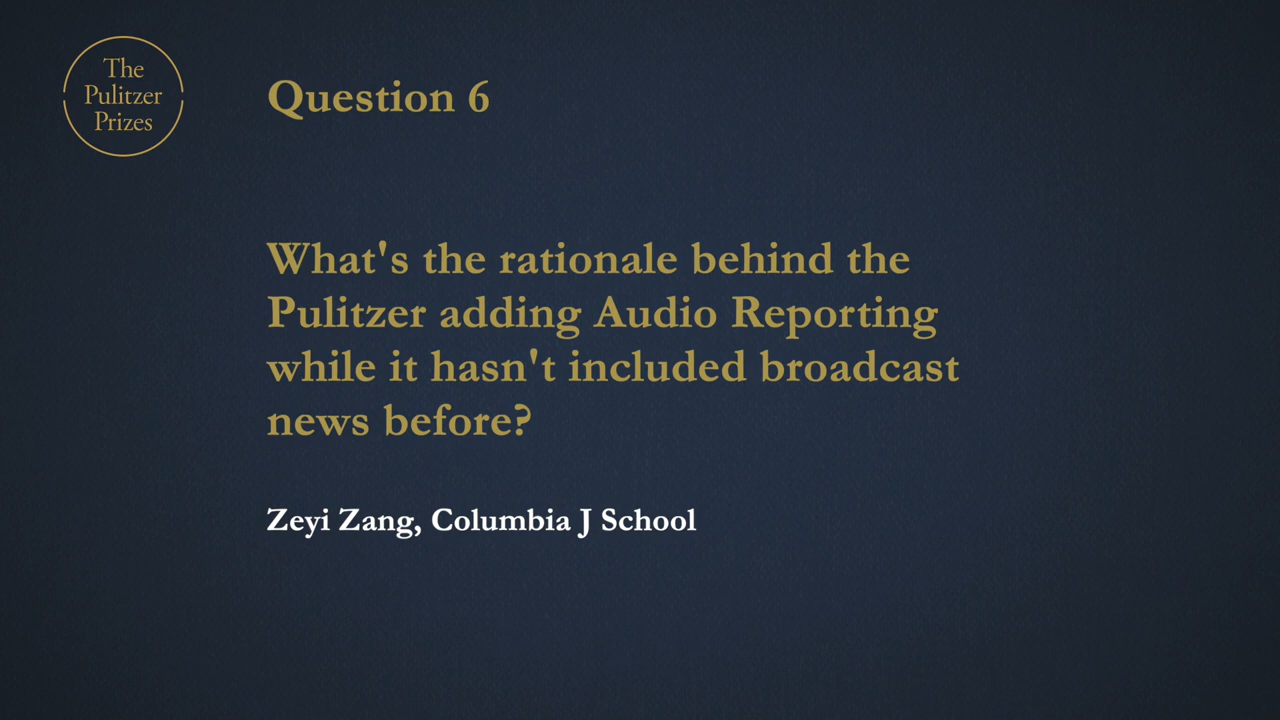 The
Pulitzer
Prizes
Question 6
What's the rationale behind the
Pulitzer adding Audio Reporting
while it hasn't included broadcast
news before?
Zeyi Zang, Columbia J School